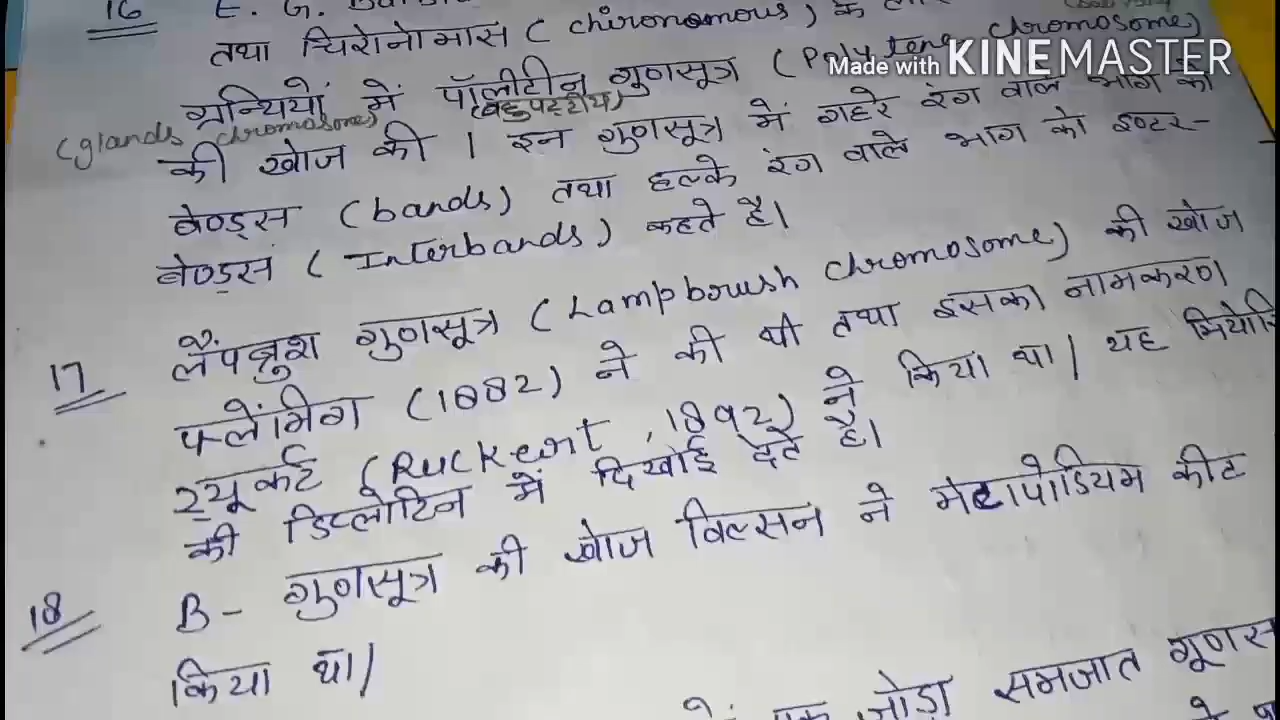 16 E. G.
तथा चिरोनोमास ( chironomous ) के
ग्रन्थियों में पॉलीटीन गुणसूत्र ( Polytene chromosome)
(glands chromosomes) (बहुपट्टीय)
की खोज की । इन गुणसूत्र में गहरे रंग वाले भाग को
बेण्ड्स (bands) तथा हल्के रंग वाले भाग को इण्टर-
बेण्ड्स ( Interbands ) कहते है।
17 लैंपब्रुश गुणसूत्र (Lampbrush chromosome) की खोज
फ्लेमिंग (1882) ने की थी तथा इसका नामकरण
रयूकर्ट (Ruckert, 1892) ने किया था। यह
की डिप्लोटिन में दिखाई देते है।
18 B- गुणसूत्र की खोज विल्सन ने मेटापोडियम कीट
किया था।
एक जोड़ा समजात
Made with KINEMASTER